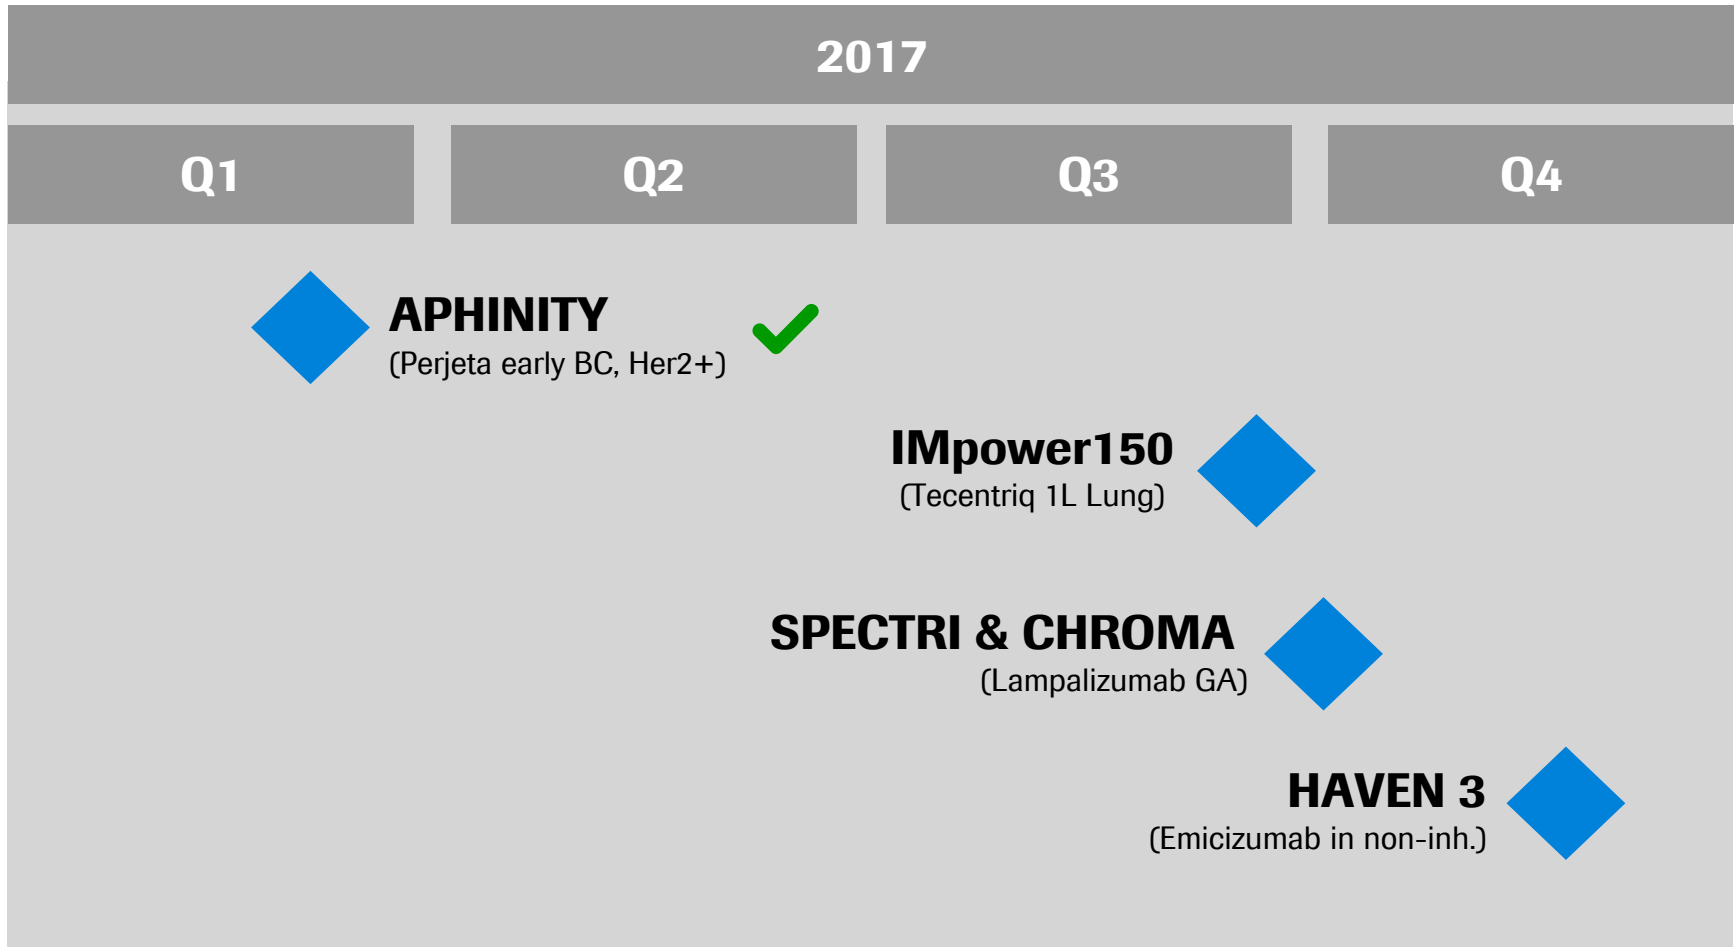 2017
Q1
Q2
Q3
Q4
APHINITY
(Perjeta early BC, Her2+)
IMpower150
(Tecentriq 1L Lung)
SPECTRI & CHROMA
(Lampalizumab GA)
HAVEN 3
(Emicizumab in non-inh.)